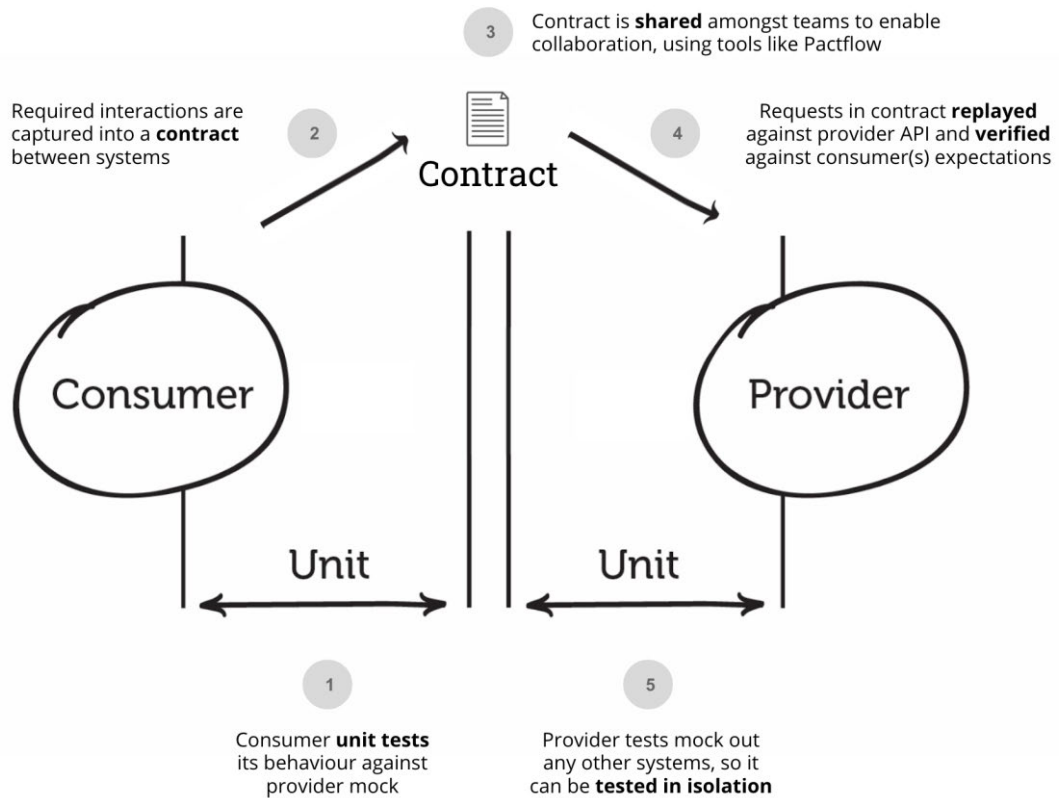 3
Contract is shared amongst teams to enable
collaboration, using tools like Pactflow
Required interactions are
captured into a contract
between systems
2
Contract
4
Requests in contract replayed
against provider API and verified
against consumer(s) expectations
Consumer
Provider
Unit
Unit
1
Consumer unit tests
its behaviour against
provider mock
5
Provider tests mock out
any other systems, so it
can be tested in isolation